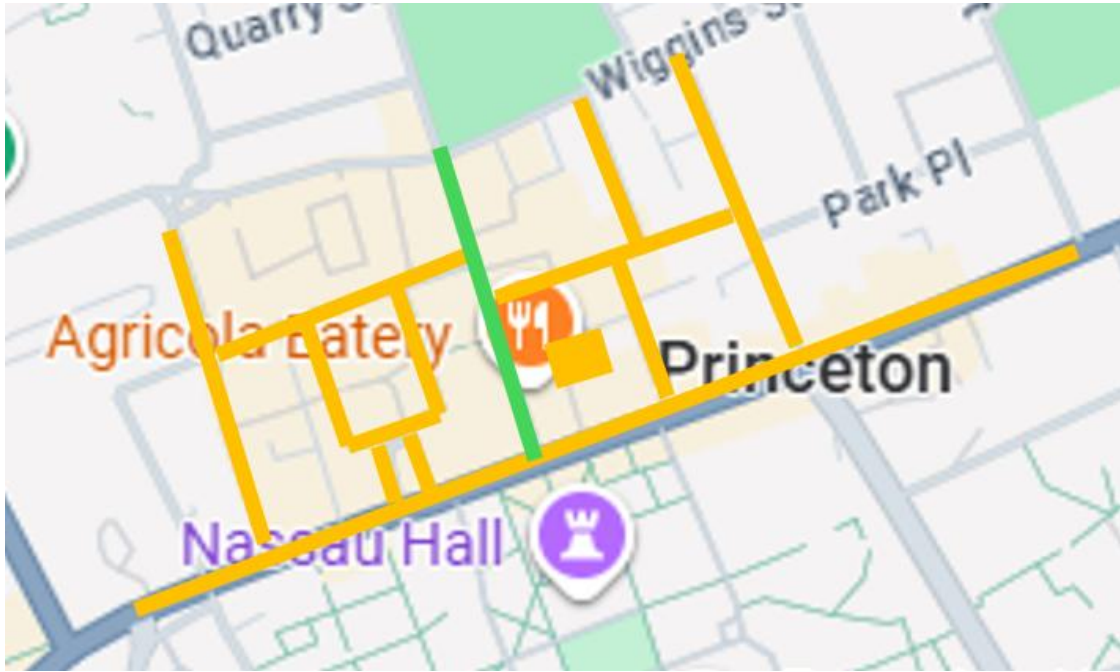 Quarry
Wiggins
Park Pl
Agricola Eatery
Princeton
Nassau Hall